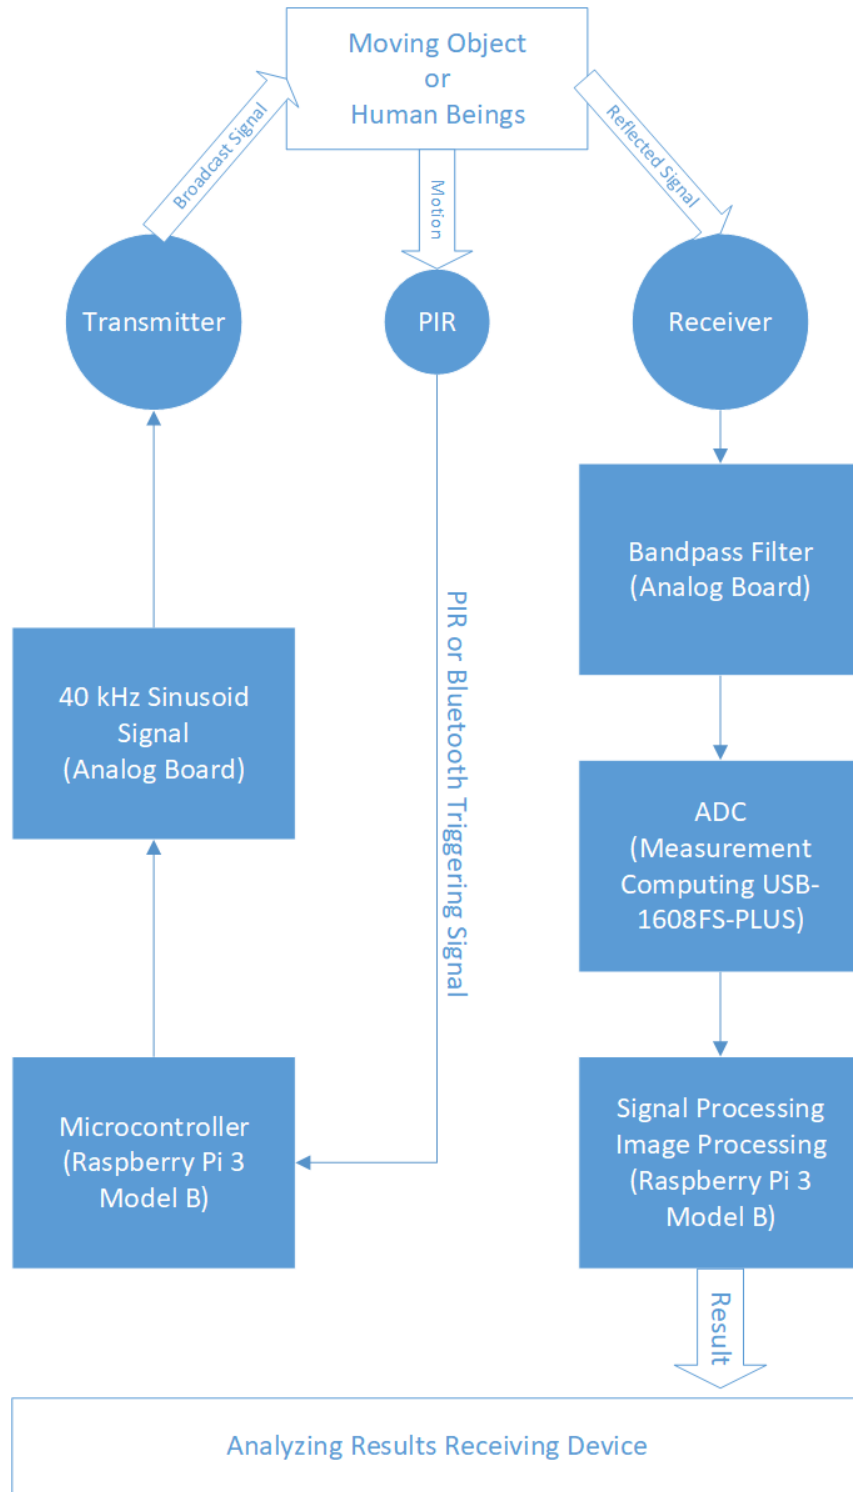 Moving Object
or
Human Beings
Broadcast Signal
Motion
Reflected Signal
Transmitter
PIR
Receiver
Bandpass Filter
(Analog Board)
PIR or Bluetooth Triggering Signal
40 kHz Sinusoid
Signal
(Analog Board)
ADC
(Measurement
Computing USB-
1608FS-PLUS)
Microcontroller
(Raspberry Pi 3
Model B)
Signal Processing
Image Processing
(Raspberry Pi 3
Model B)
Result
Analyzing Results Receiving Device